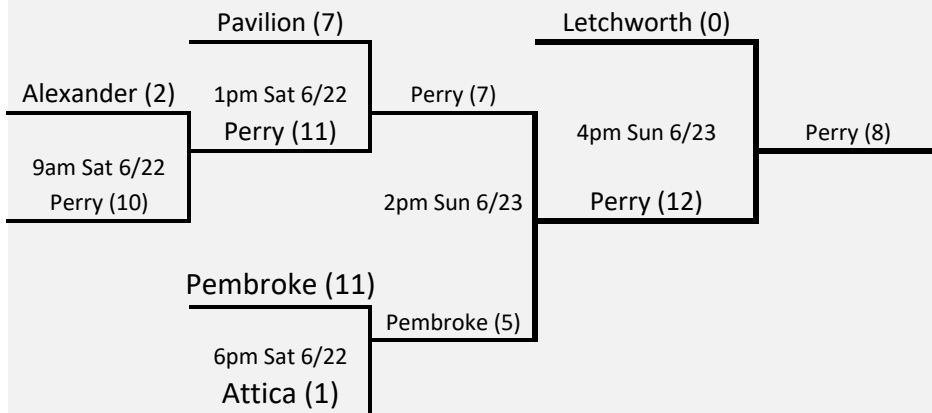 Pavilion (7)
Letchworth (0)
Alexander (2)
1pm Sat 6/22
Perry (7)
Perry (11)
4pm Sun 6/23
Perry (8)
9am Sat 6/22
Perry (10)
2pm Sun 6/23
Perry (12)
Pembroke (11)
Pembroke (5)
6pm Sat 6/22
Attica (1)